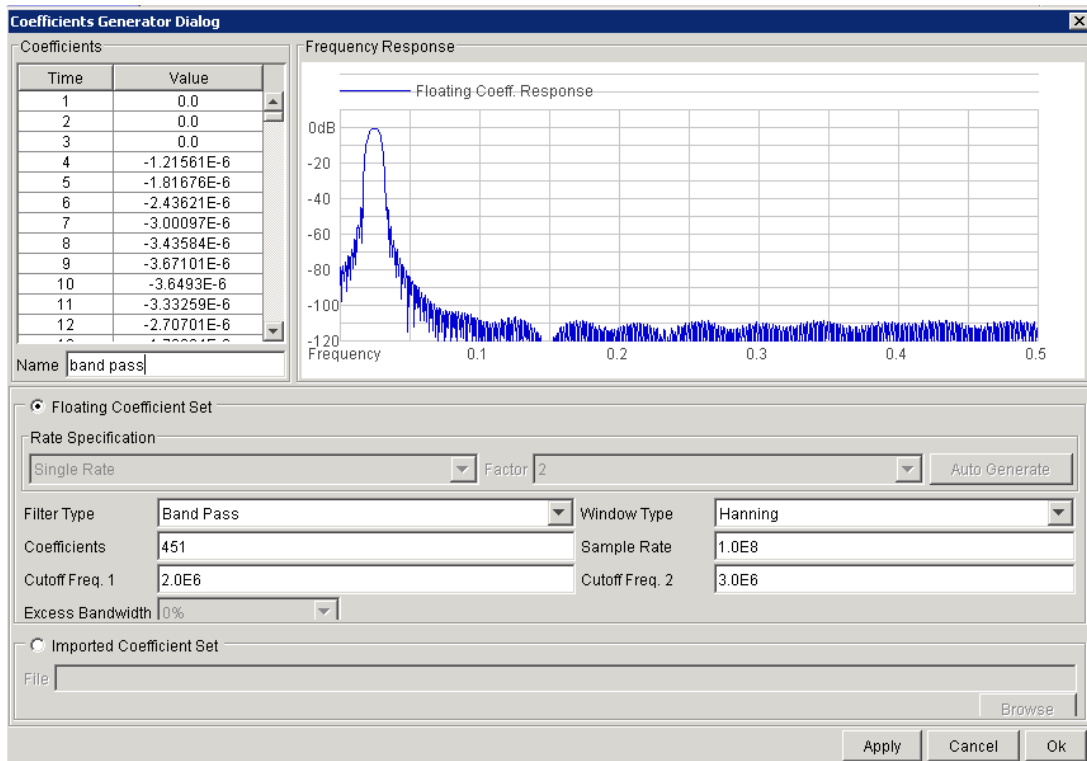 Coefficients Generator Dialog
Coefficients
Time Value
1 0.0
2 0.0
3 0.0
4 -1.21561E-6
5 -1.81676E-6
6 -2.43621E-6
7 -3.00097E-6
8 -3.43584E-6
9 -3.67101E-6
10 -3.6493E-6
11 -3.33259E-6
12 -2.70701E-6
Name band pass
Frequency Response
Floating Coeff. Response
0dB
-20
-40
-60
-80
-100
-120
Frequency 0.1 0.2 0.3 0.4 0.5
Floating Coefficient Set
Rate Specification
Single Rate Factor 2 Auto Generate
Filter Type Band Pass Window Type Hanning
Coefficients 451 Sample Rate 1.0E8
Cutoff Freq. 1 2.0E6 Cutoff Freq. 2 3.0E6
Excess Bandwidth 0%
Imported Coefficient Set
File
Browse
Apply Cancel Ok